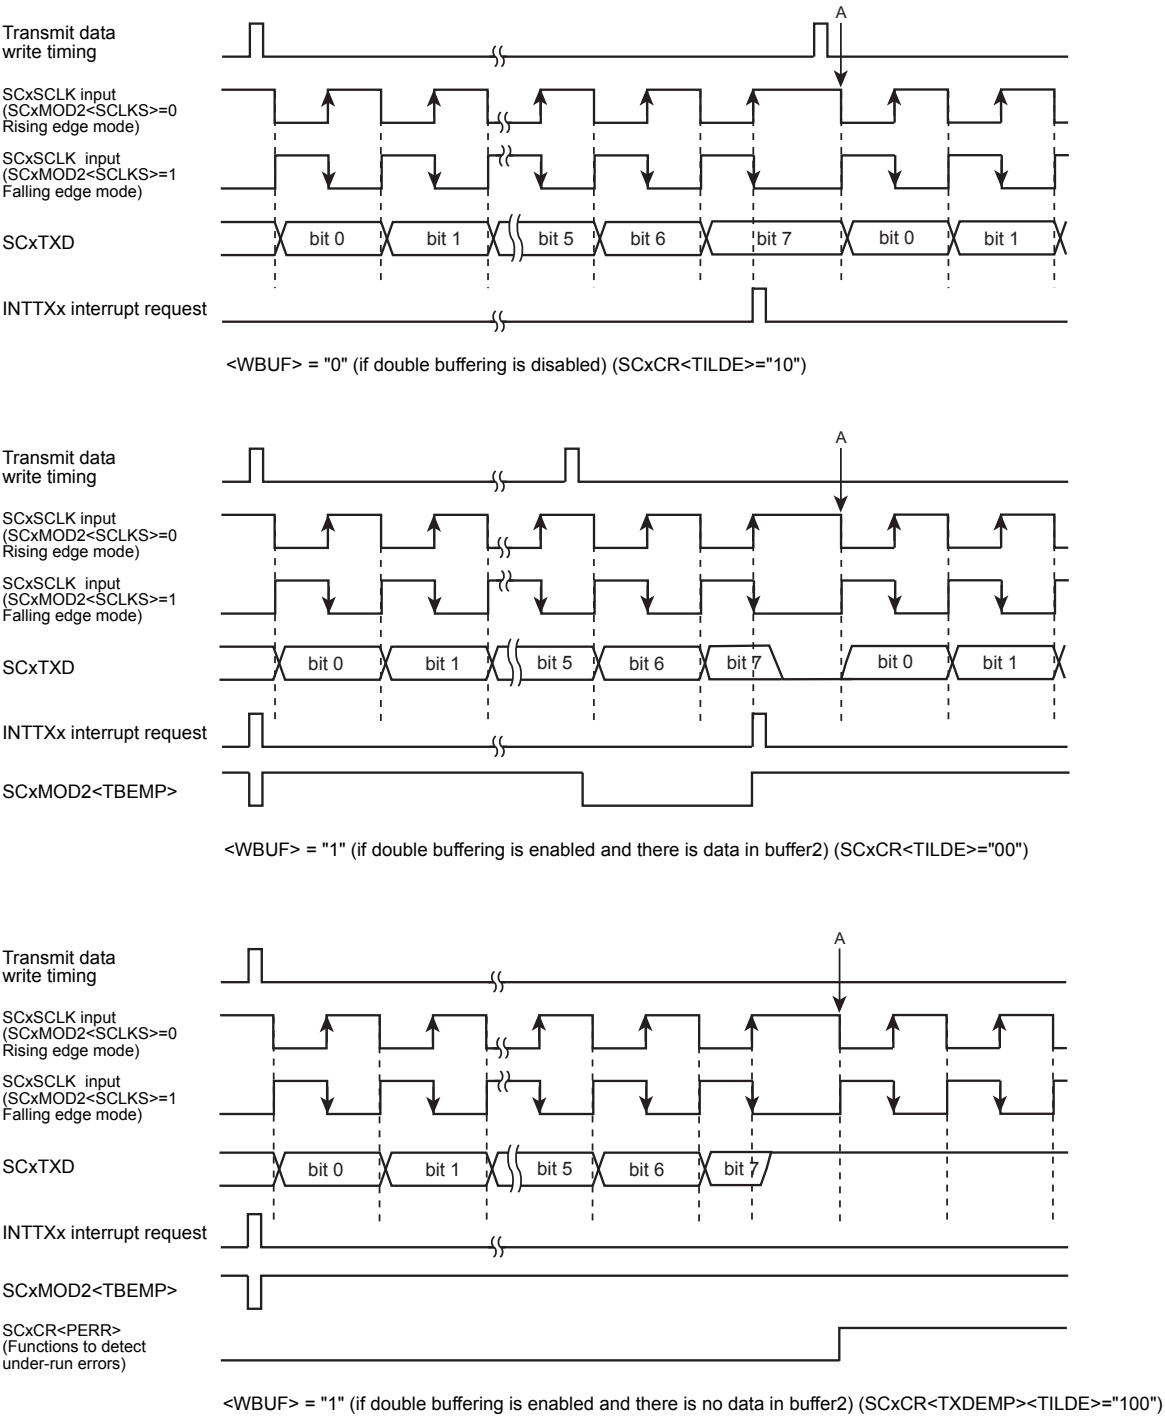 A
Transmit data
write timing
SCxSCLK input
(SCxMOD2<SCLKS>=0
Rising edge mode)
SCxSCLK input
(SCxMOD2<SCLKS>=1
Falling edge mode)
SCxTXD
bit 0 bit 1 bit 5 bit 6 bit 7 bit 0 bit 1
INTTXx interrupt request
<WBUF> = "0" (if double buffering is disabled) (SCxCR<TILDE>="10")
A
Transmit data
write timing
SCxSCLK input
(SCxMOD2<SCLKS>=0
Rising edge mode)
SCxSCLK input
(SCxMOD2<SCLKS>=1
Falling edge mode)
SCxTXD
bit 0 bit 1 bit 5 bit 6 bit 7 bit 0 bit 1
INTTXx interrupt request
SCxMOD2<TBEMP>
<WBUF> = "1" (if double buffering is enabled and there is data in buffer2) (SCxCR<TILDE>="00")
A
Transmit data
write timing
SCxSCLK input
(SCxMOD2<SCLKS>=0
Rising edge mode)
SCxSCLK input
(SCxMOD2<SCLKS>=1
Falling edge mode)
SCxTXD
bit 0 bit 1 bit 5 bit 6 bit 7
INTTXx interrupt request
SCxMOD2<TBEMP>
SCxCR<PERR>
(Functions to detect
under-run errors)
<WBUF> = "1" (if double buffering is enabled and there is no data in buffer2) (SCxCR<TXDEMP><TILDE>="100")